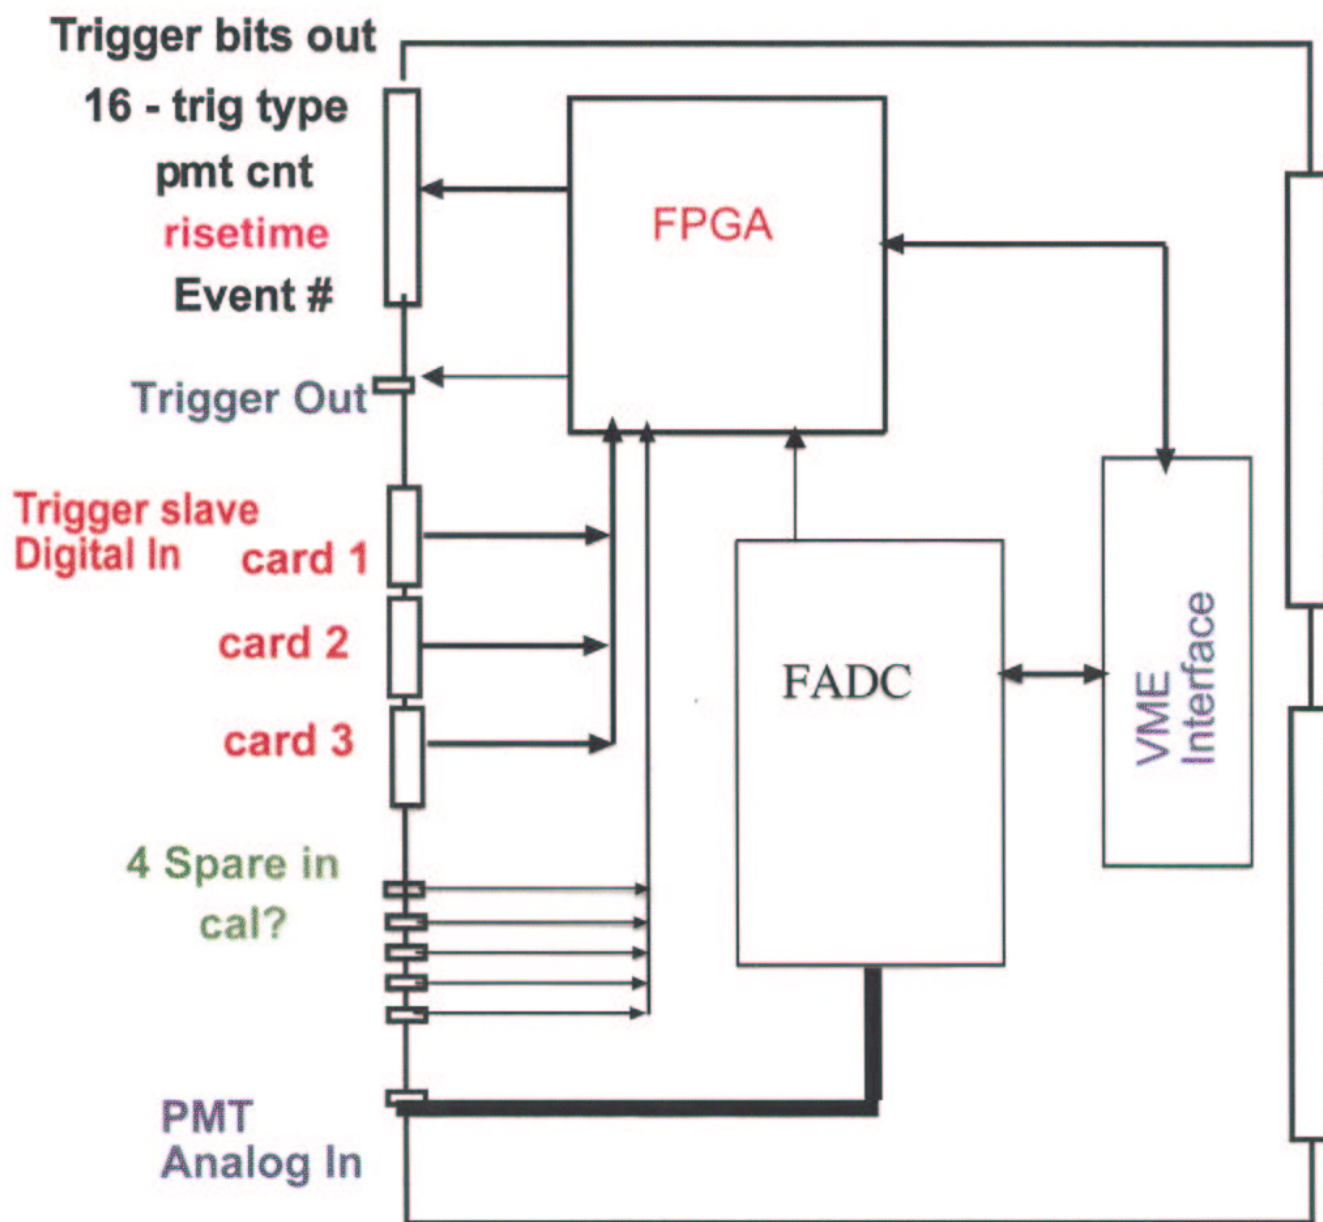 Trigger bits out
16 - trig type
pmt cnt
risetime
Event #
FPGA
Trigger Out
Trigger slave
Digital In
card 1
card 2
card 3
FADC
VME
Interface
4 Spare in
cal?
PMT
Analog In